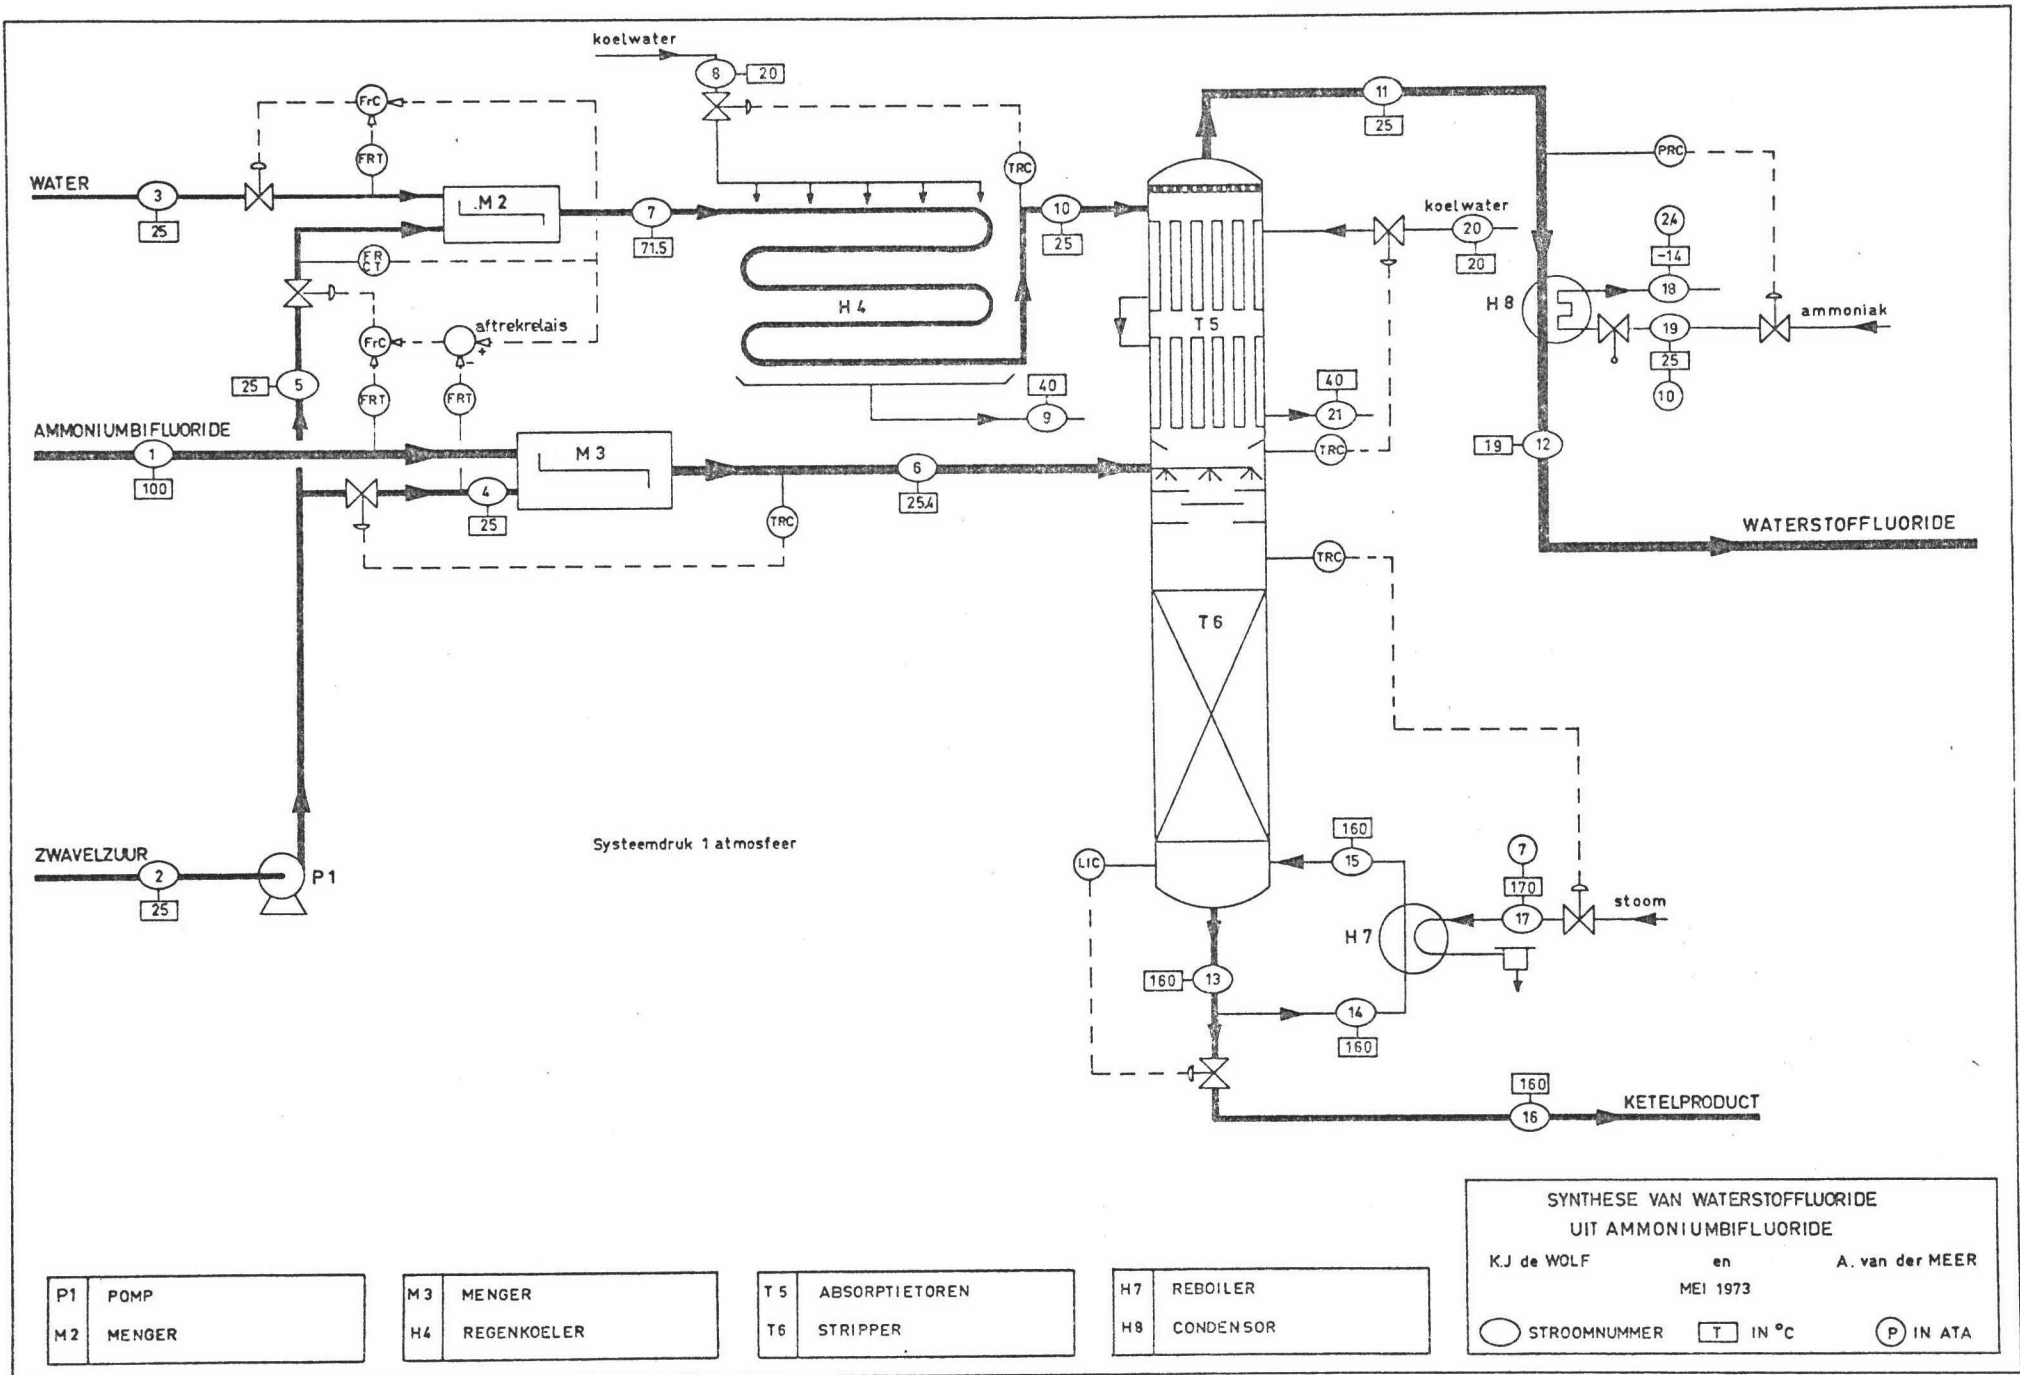 koelwater
8
20
11
25
FrC
FRT
TRC
PRC
WATER
3
25
M2
7
71.5
10
25
koelwater
20
20
24
-14
18
FR
CT
H4
T5
H8
ammoniak
19
25
10
aftrekrelais
FrC
+
-
25
5
FRT
FRT
40
9
40
21
AMMONIUMBIFLUORIDE
1
100
M3
6
25.4
TRC
19
12
4
25
TRC
WATERSTOFFLUORIDE
TRC
T6
Systeemdruk 1 atmosfeer
ZWAVELZUUR
2
25
P1
LIC
160
15
7
170
17
stoom
H7
160
13
14
160
160
16
KETELPRODUCT
SYNTHESE VAN WATERSTOFFLUORIDE
UIT AMMONIUMBIFLUORIDE
K.J de WOLF en A. van der MEER
MEI 1973
STROOMNUMMER T IN °C P IN ATA
P1 POMP
M2 MENGER
M3 MENGER
H4 REGENKOELER
T5 ABSORPTIETOREN
T6 STRIPPER
H7 REBOILER
H8 CONDENSOR